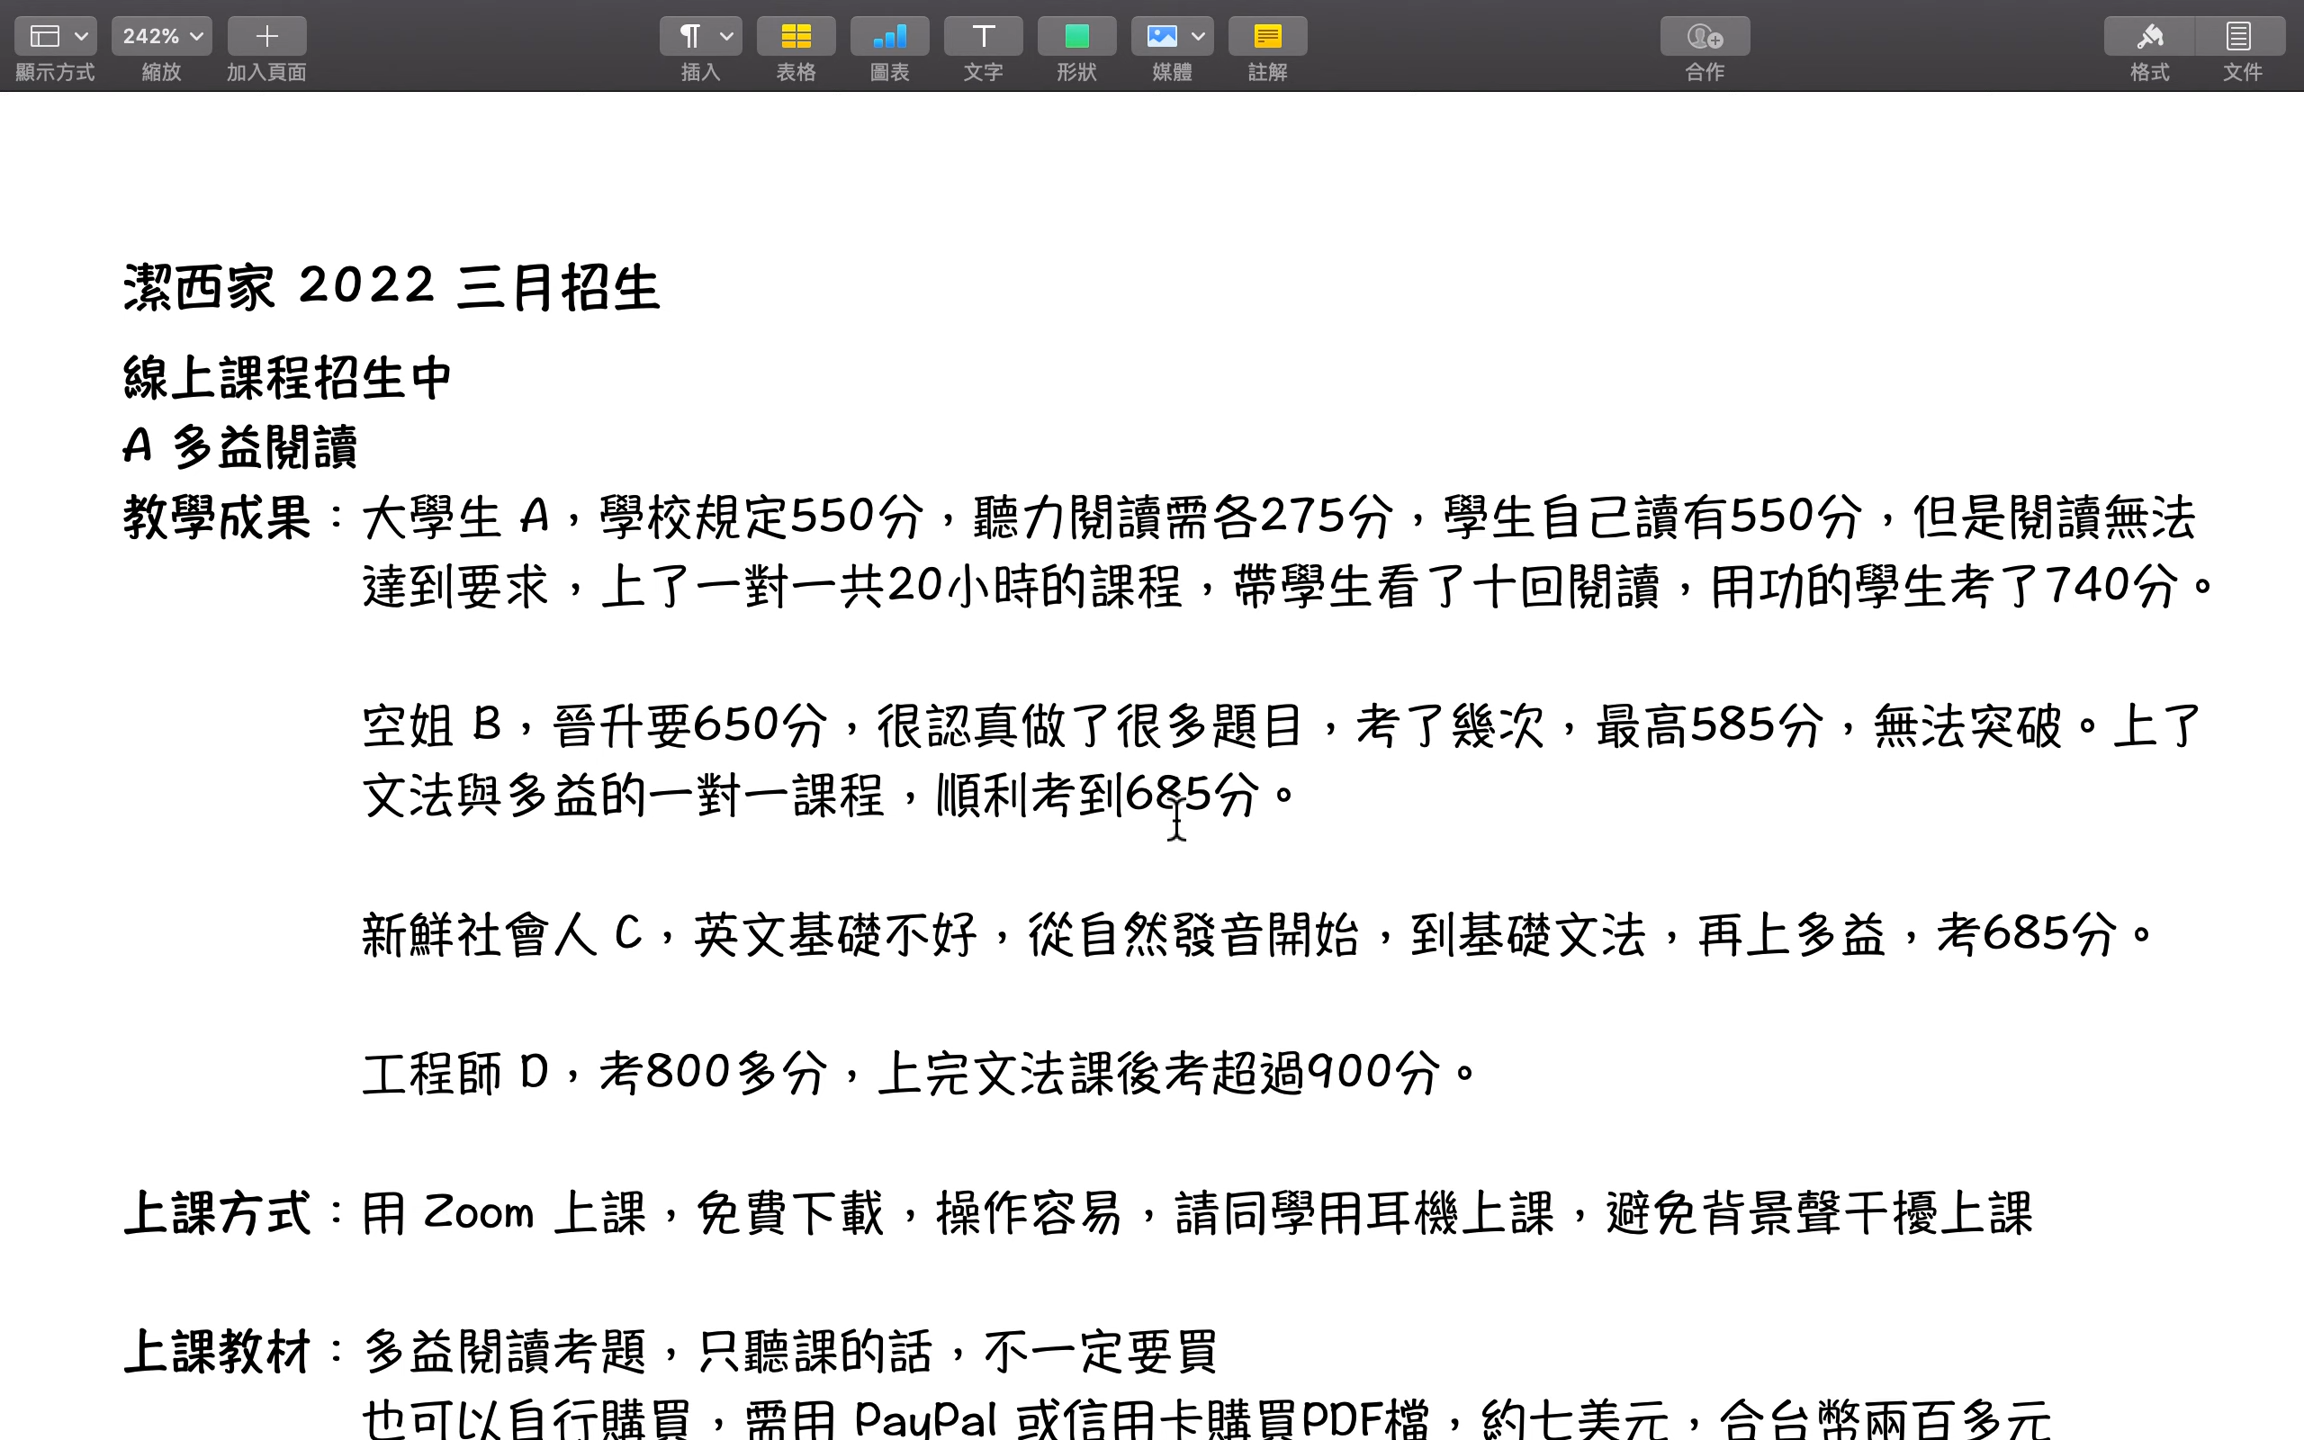 242%
顯示方式 縮放 加入頁面 插入 表格 圖表 文字 形狀 媒體 註解 合作 格式 文件
潔西家 2022 三月招生
線上課程招生中
A 多益閱讀
教學成果：大學生 A，學校規定550分，聽力閱讀需各275分，學生自己讀有550分，但是閱讀無法
達到要求，上了一對一共20小時的課程，帶學生看了十回閱讀，用功的學生考了740分。
空姐 B，晉升要650分，很認真做了很多題目，考了幾次，最高585分，無法突破。上了
文法與多益的一對一課程，順利考到685分。
新鮮社會人 C，英文基礎不好，從自然發音開始，到基礎文法，再上多益，考685分。
工程師 D，考800多分，上完文法課後考超過900分。
上課方式：用 Zoom 上課，免費下載，操作容易，請同學用耳機上課，避免背景聲干擾上課
上課教材：多益閱讀考題，只聽課的話，不一定要買
也可以自行購買，需用 PayPal 或信用卡購買PDF檔，約七美元，合台幣兩百多元